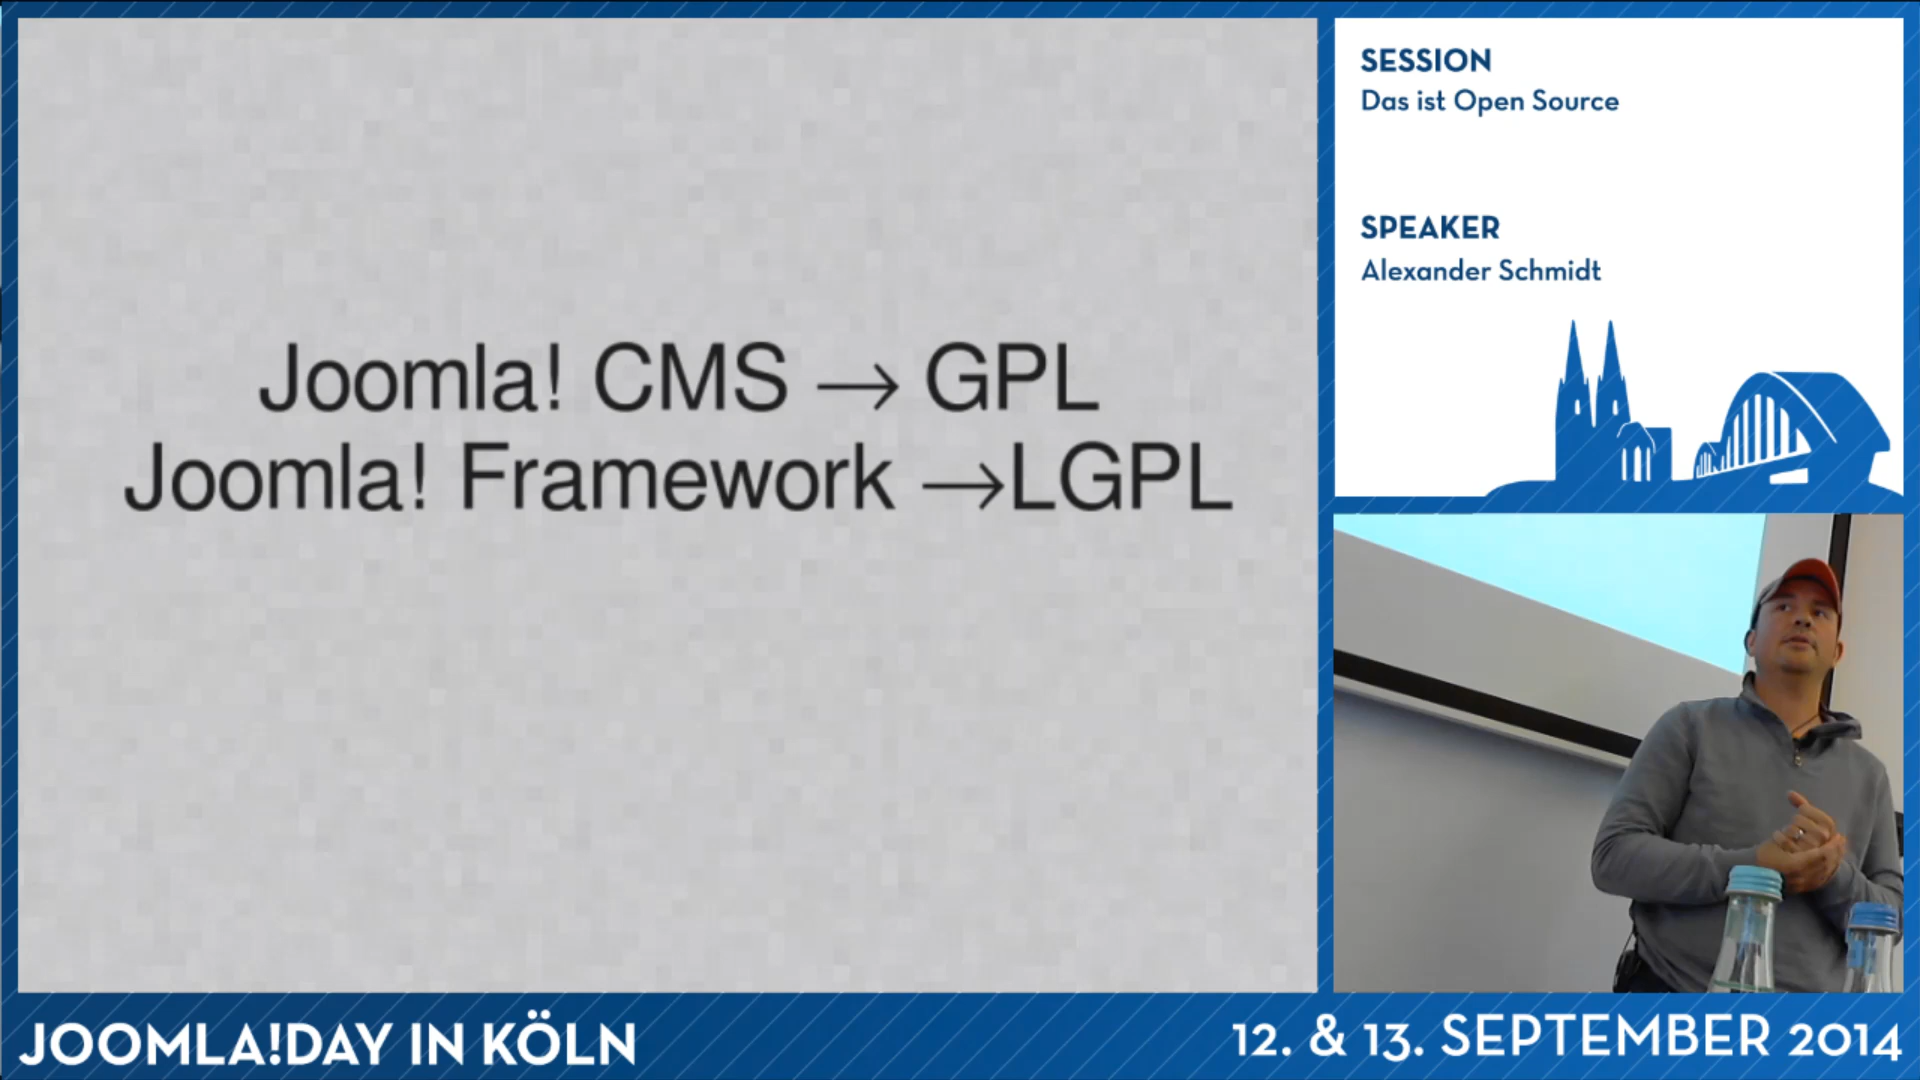 Joomla! CMS → GPL
Joomla! Framework →LGPL
SESSION
Das ist Open Source
SPEAKER
Alexander Schmidt
JOOMLA!DAY IN KÖLN
12. & 13. SEPTEMBER 2014